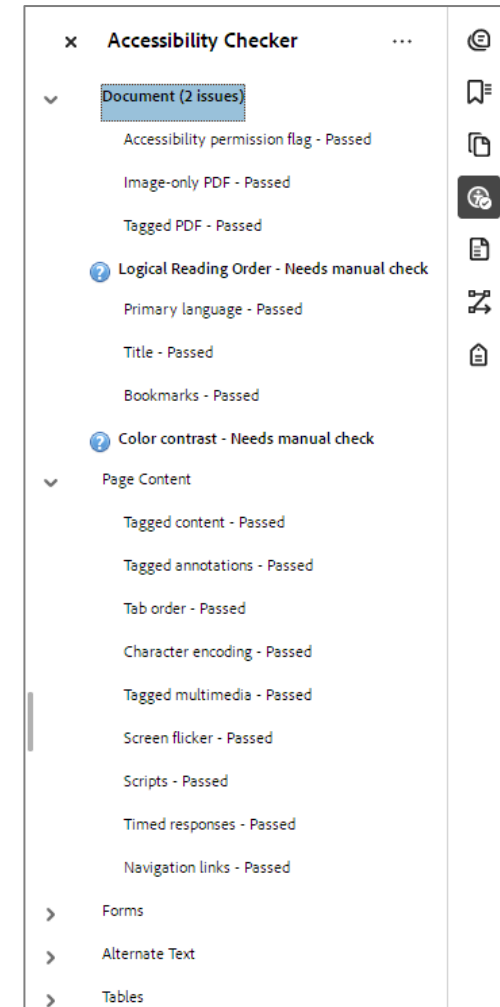 Accessibility Checker
Document (2 issues)
Accessibility permission flag - Passed
Image-only PDF - Passed
Tagged PDF - Passed
Logical Reading Order - Needs manual check
Primary language - Passed
Title - Passed
Bookmarks - Passed
Color contrast - Needs manual check
Page Content
Tagged content - Passed
Tagged annotations - Passed
Tab order - Passed
Character encoding - Passed
Tagged multimedia - Passed
Screen flicker - Passed
Scripts - Passed
Timed responses - Passed
Navigation links - Passed
Forms
Alternate Text
Tables